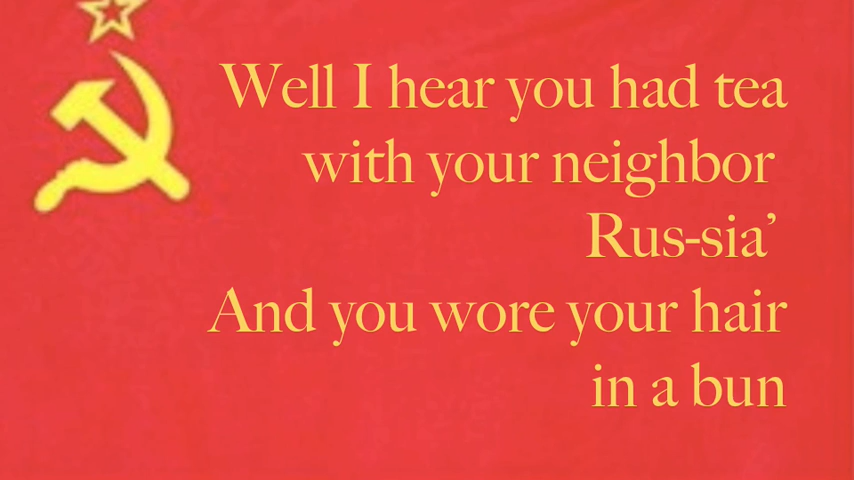 Well I hear you had tea
with your neighbor
Rus-sia’
And you wore your hair
in a bun